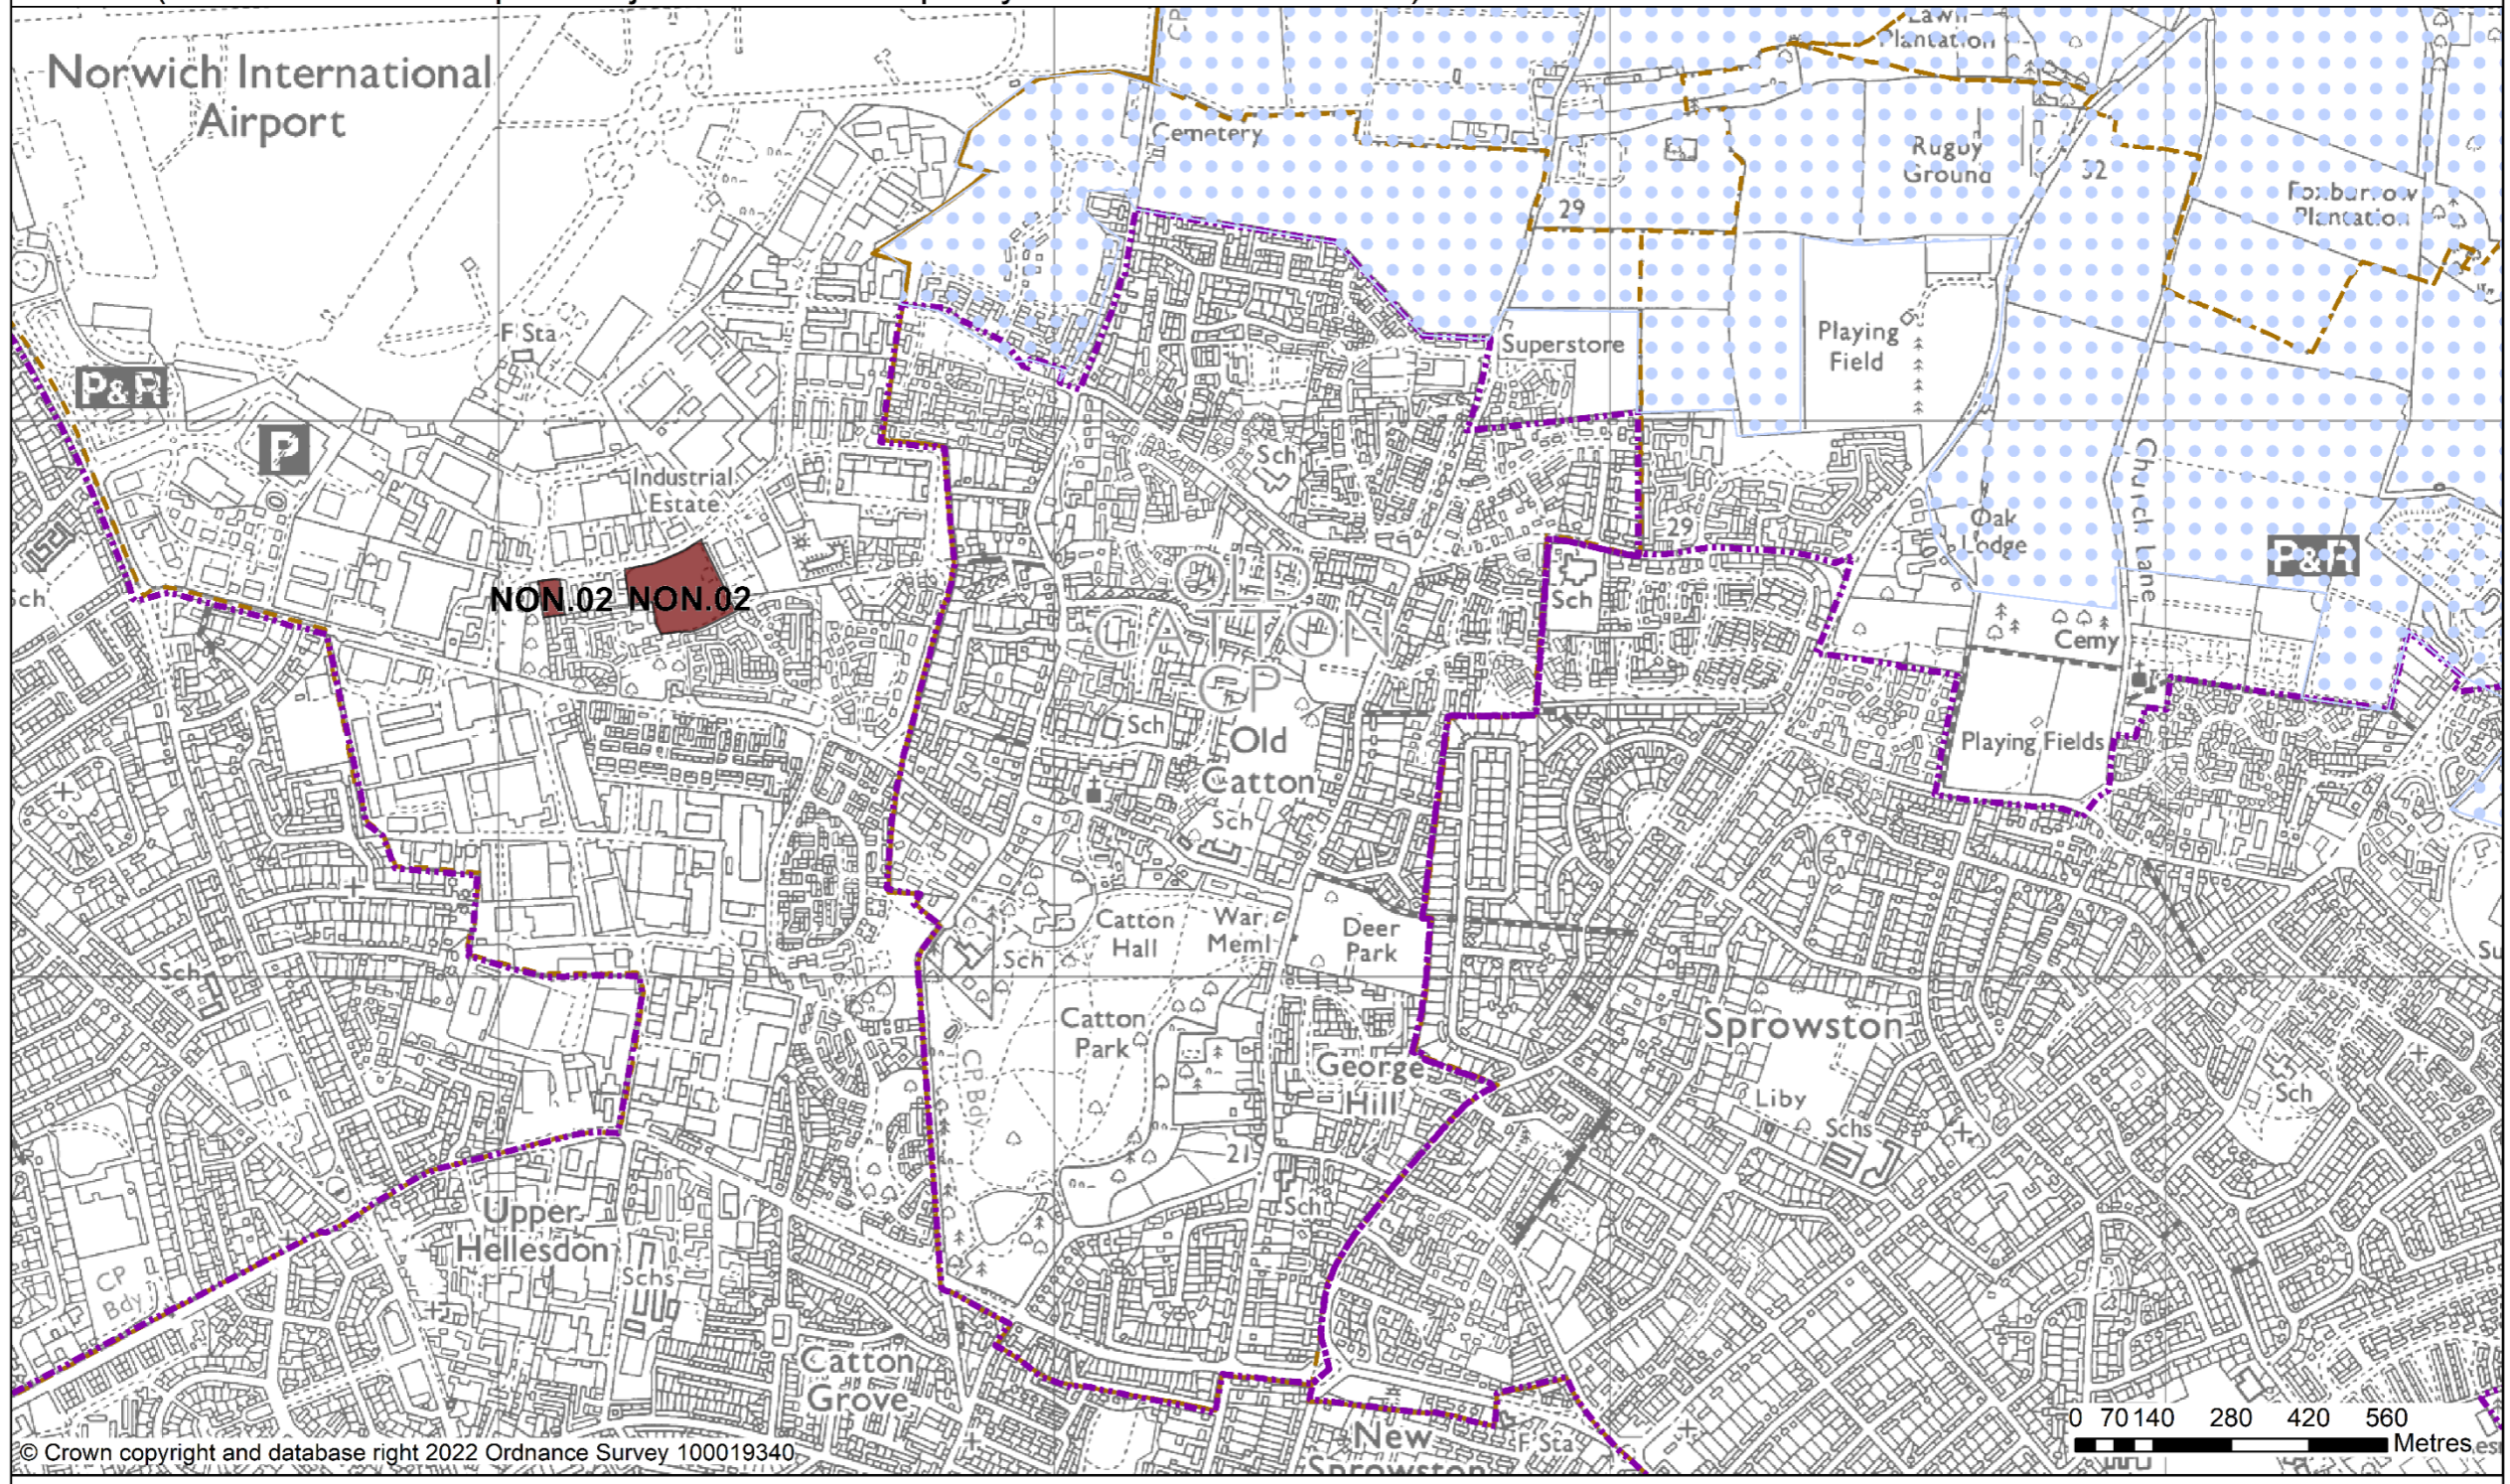 Norwich International
Airport
CP
Lawn
Plantation
Cemetery
Rugby
Ground
32
29
Foxburrow
Plantation
F Sta
Superstore
Playing
Field
P&R
P
Sch
Industrial
Estate
Church Lane
29
Oak
Lodge
P&R
NON.02
NON.02
OLD
CATTON
CP
Sch
Sch
Cemy
Sch
Old
Catton
Playing Fields
Sch
Catton
Hall
War
Meml
Deer
Park
Sch
Sch
Su
Catton
Park
Sprowston
CP Bdy
George
Hill
Liby
Schs
Sch
21
Sch
Upper
Hellesdon
Schs
CP
Bdy
Catton
Grove
New
Sprowston
F Sta
0 70 140 280 420 560
Metres
© Crown copyright and database right 2022 Ordnance Survey 100019340